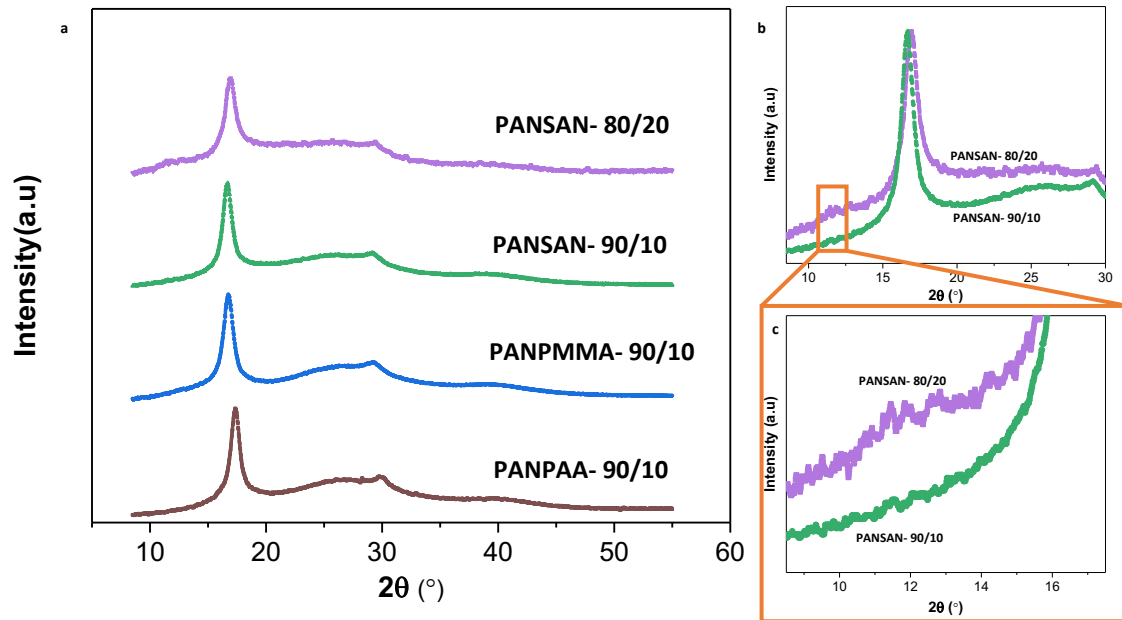 a
Intensity(a.u)
PANSAN- 80/20
PANSAN- 90/10
PANPMMA- 90/10
PANPAA- 90/10
10 20 30 40 50 60
2θ (°)
b
Intensity (a.u)
PANSAN- 80/20
PANSAN- 90/10
10 15 20 25 30
2θ (°)
c
Intensity (a.u)
PANSAN- 80/20
PANSAN- 90/10
10 12 14 16
2θ (°)